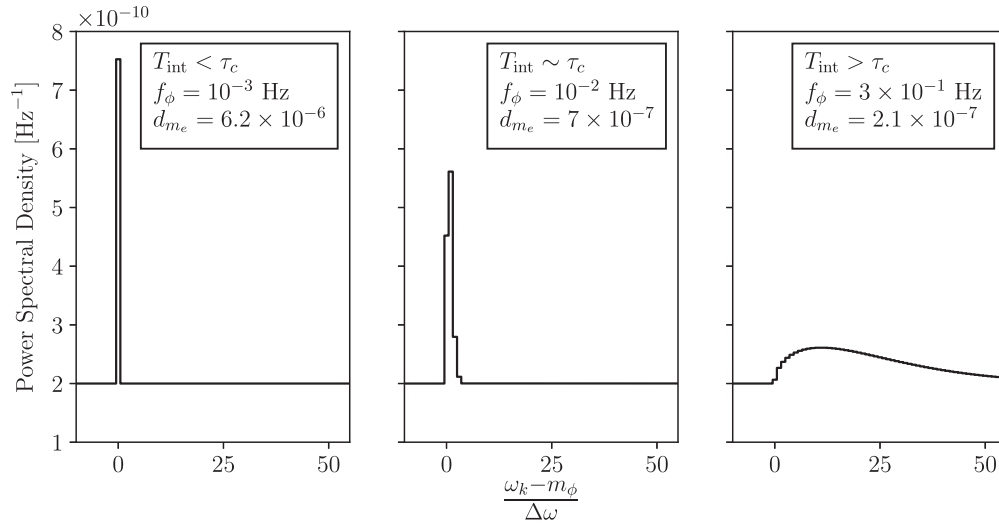 ×10⁻¹⁰
Power Spectral Density [Hz⁻¹]
8
7
6
5
4
3
2
1
T_int < τ_c
f_ϕ = 10⁻³ Hz
d_{m_e} = 6.2 × 10⁻⁶
0 25 50
T_int ∼ τ_c
f_ϕ = 10⁻² Hz
d_{m_e} = 7 × 10⁻⁷
0 25 50
T_int > τ_c
f_ϕ = 3 × 10⁻¹ Hz
d_{m_e} = 2.1 × 10⁻⁷
0 25 50
ω_k−m_ϕ
Δω